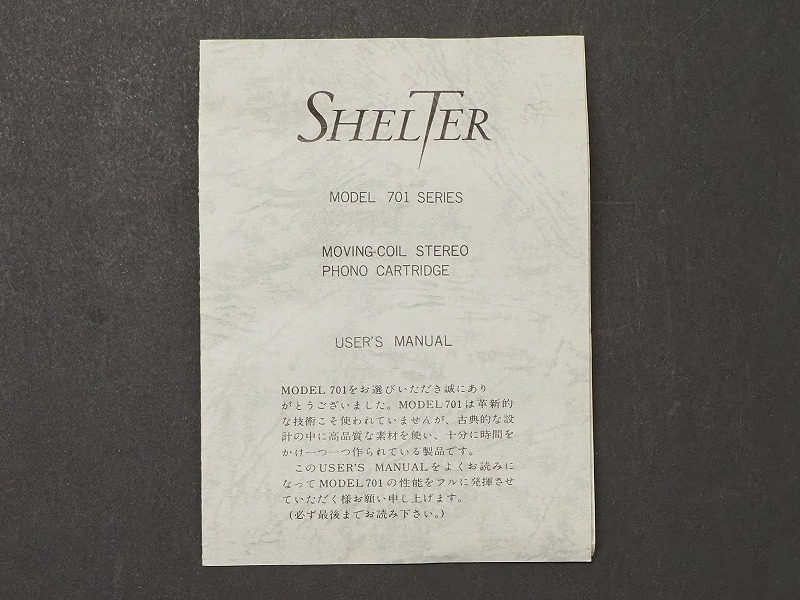 SHELTER
MODEL 701 SERIES
MOVING-COIL STEREO
PHONO CARTRIDGE
USER'S MANUAL
MODEL 701をお選びいただき誠にあり
がとうございました。MODEL701は革新的
な技術こそ使われていませんが、古典的な設
計の中に高品質な素材を使い、十分に時間を
かけ一つ一つ作られている製品です。
このUSER'S MANUALをよくお読みに
なってMODEL701の性能をフルに発揮させ
ていただく様お願い申し上げます。
(必ず最後までお読み下さい。)